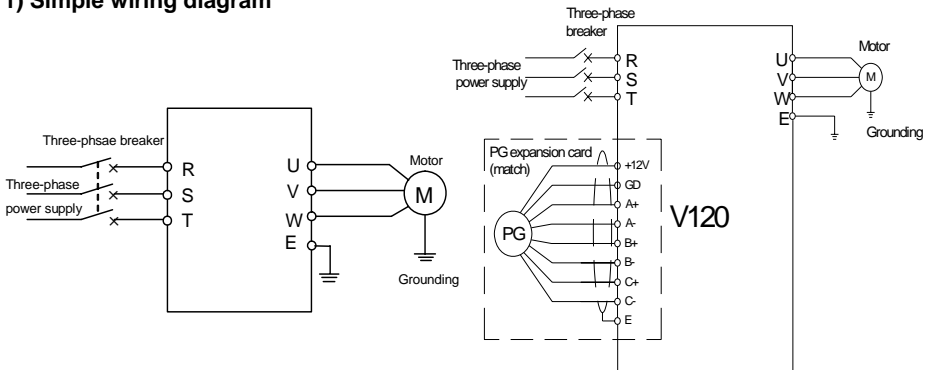 1) Simple wiring diagram
Three-phsae breaker
Three-phase
power supply
R
S
T
U
V
W
E
Motor
M
Grounding
Three-phase
breaker
Three-phase
power supply
R
S
T
U
V
W
E
Motor
M
Grounding
PG expansion card
(match)
PG
+12V
GD
A+
A-
B+
B-
C+
C-
E
V120